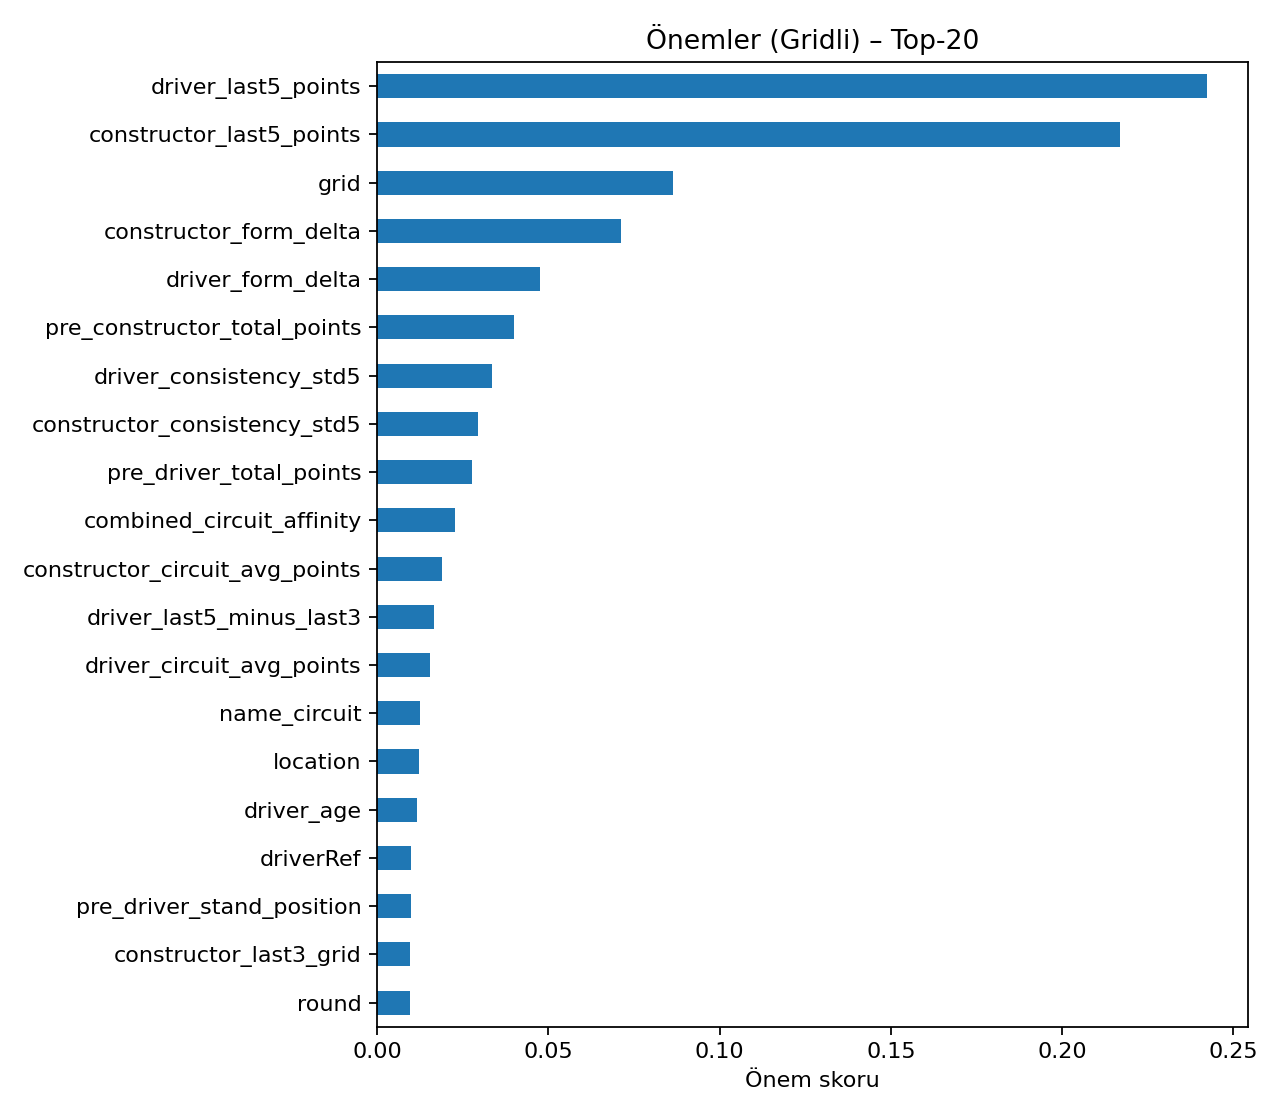 Önemler (Gridli) – Top-20
driver_last5_points
constructor_last5_points
grid
constructor_form_delta
driver_form_delta
pre_constructor_total_points
driver_consistency_std5
constructor_consistency_std5
pre_driver_total_points
combined_circuit_affinity
constructor_circuit_avg_points
driver_last5_minus_last3
driver_circuit_avg_points
name_circuit
location
driver_age
driverRef
pre_driver_stand_position
constructor_last3_grid
round
0.00 0.05 0.10 0.15 0.20 0.25
Önem skoru